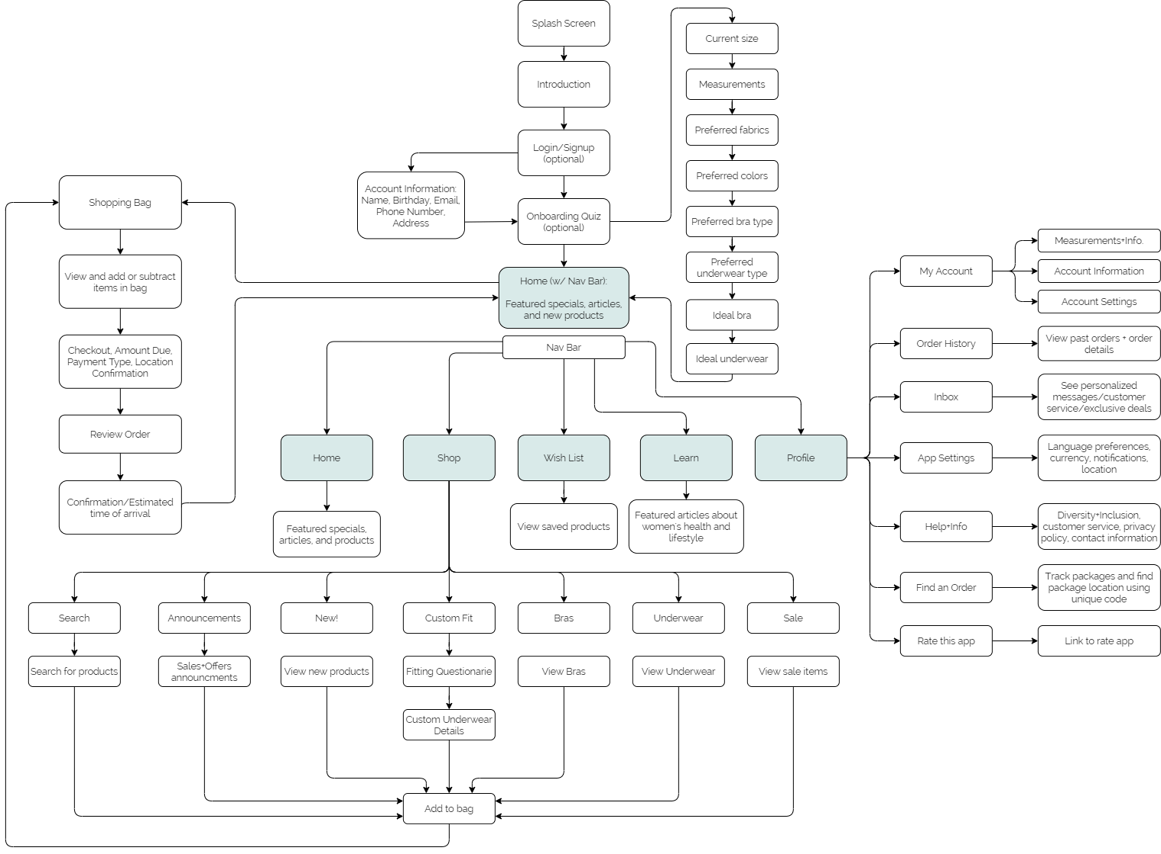 Splash Screen
Introduction
Login/Signup
(optional)
Account Information:
Name, Birthday, Email,
Phone Number,
Address
Onboarding Quiz
(optional)
Current size
Measurements
Preferred fabrics
Preferred colors
Preferred bra type
Preferred
underwear type
Ideal bra
Ideal underwear
Home (w/ Nav Bar):
Featured specials, articles,
and new products
Nav Bar
Shopping Bag
View and add or subtract
items in bag
Checkout, Amount Due,
Payment Type, Location
Confirmation
Review Order
Confirmation/Estimated
time of arrival
Home
Shop
Wish List
Learn
Profile
Featured specials,
articles, and products
View saved products
Featured articles about
women's health and
lifestyle
My Account
Measurements+Info.
Account Information
Account Settings
Order History
View past orders + order
details
Inbox
See personalized
messages/customer
service/exclusive deals
App Settings
Language preferences,
currency, notifications,
location
Help+Info
Diversity+Inclusion,
customer service, privacy
policy, contact information
Find an Order
Track packages and find
package location using
unique code
Rate this app
Link to rate app
Search
Announcements
New!
Custom Fit
Bras
Underwear
Sale
Search for products
Sales+Offers
announcments
View new products
Fitting Questionarie
View Bras
View Underwear
View sale items
Custom Underwear
Details
Add to bag